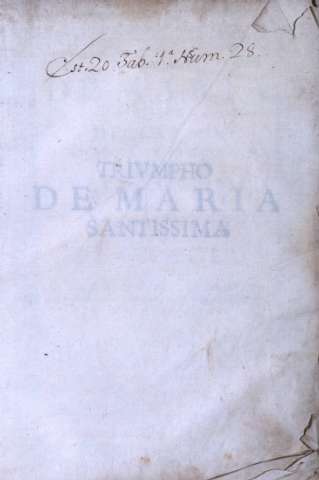 Est. 20 Tab. 1ª Num. 28.
TRIVMPHO
DE MARIA
SANTISSIMA